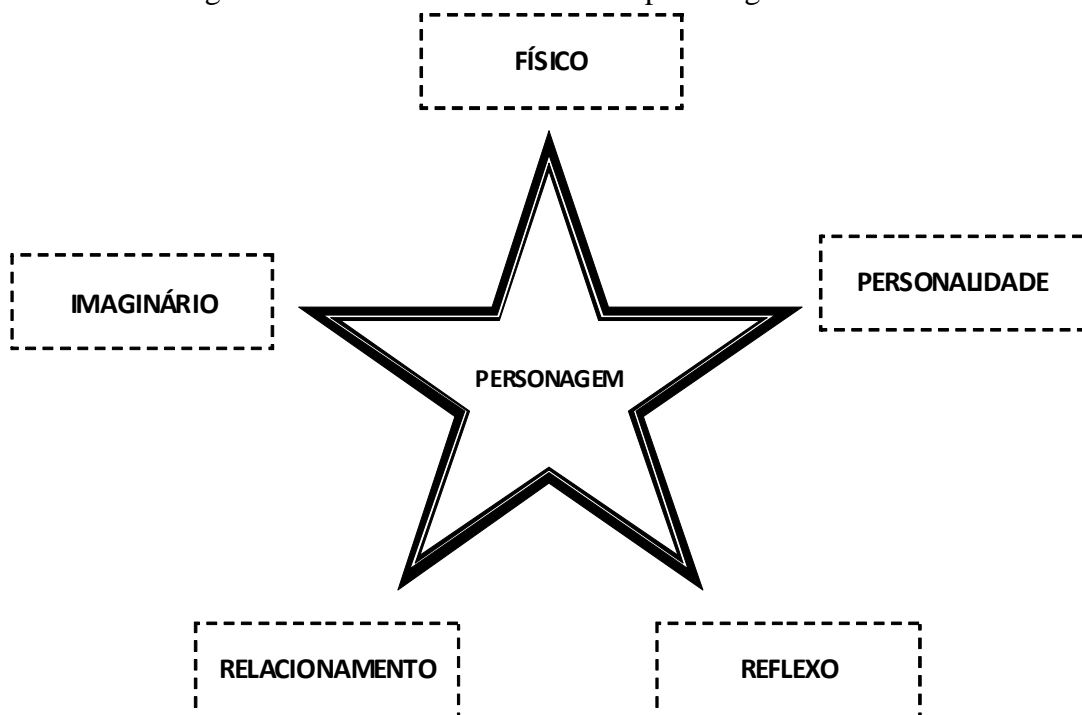 FÍSICO
IMAGINÁRIO
PERSONALIDADE
PERSONAGEM
RELACIONAMENTO
REFLEXO